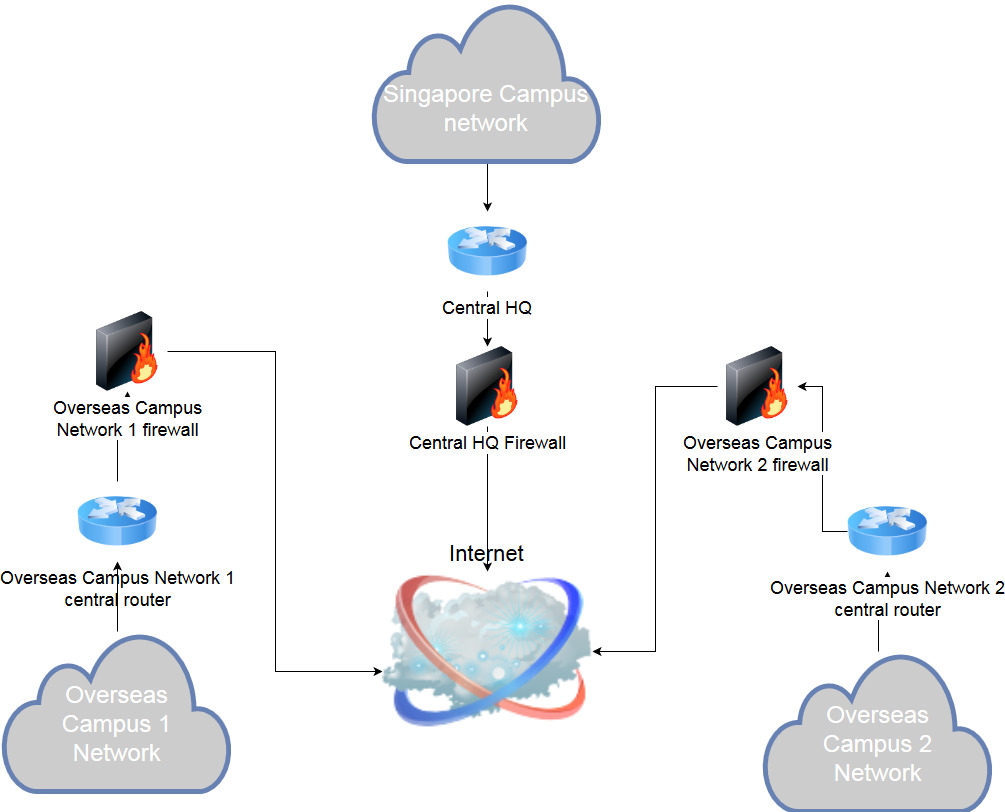 Singapore Campus
network
Central HQ
Overseas Campus
Network 1 firewall
Central HQ Firewall
Overseas Campus
Network 2 firewall
Internet
Overseas Campus Network 1
central router
Overseas Campus Network 2
central router
Overseas
Campus 1
Network
Overseas
Campus 2
Network